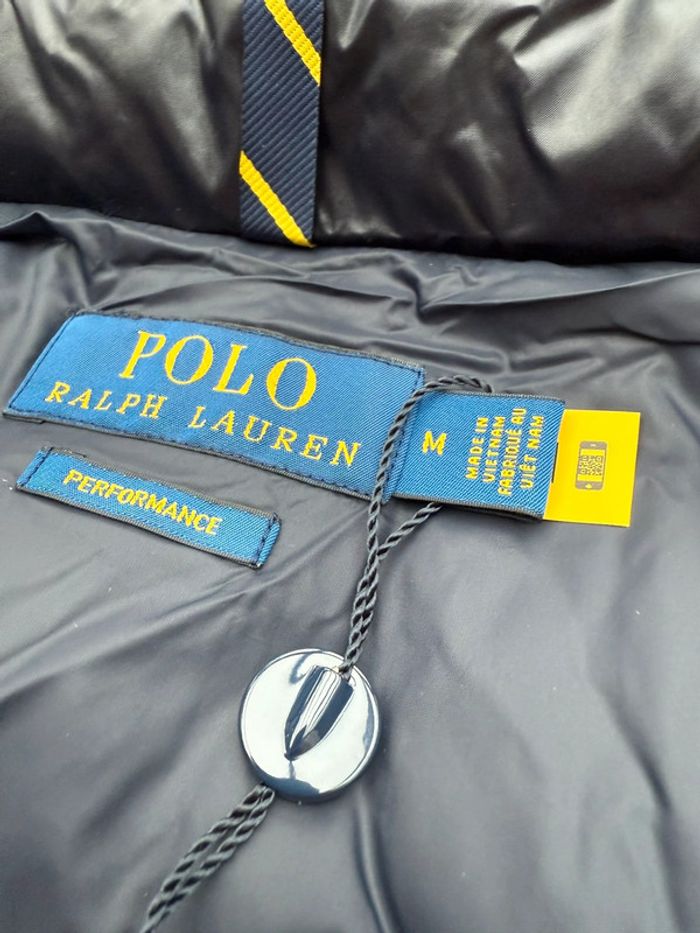 POLO
RALPH LAUREN
PERFORMANCE
M
MADE IN
VIETNAM
FABRIQUÉ AU
VIÊT NAM